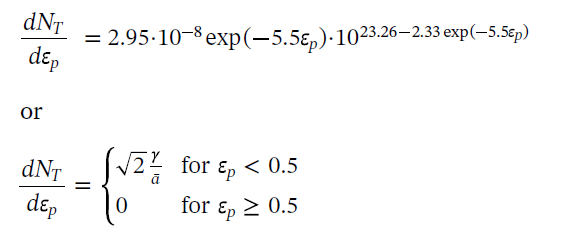 dN_T/dε_p = 2.95·10^−8 exp(−5.5ε_p)·10^(23.26−2.33 exp(−5.5ε_p))
or
dN_T/dε_p = { √2 γ/ā for ε_p < 0.5
0 for ε_p ≥ 0.5